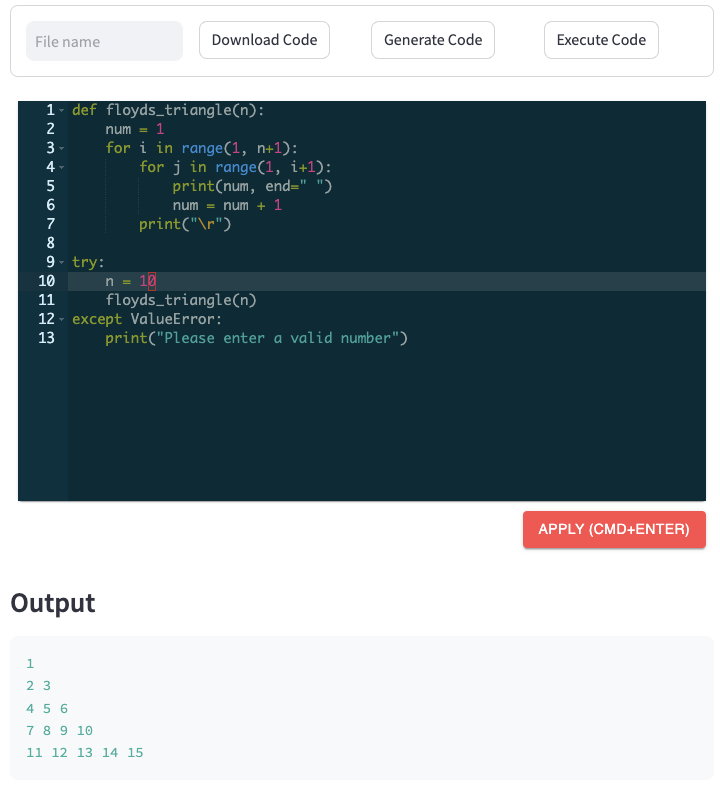 File name Download Code Generate Code Execute Code
1 def floyds_triangle(n):
2     num = 1
3     for i in range(1, n+1):
4         for j in range(1, i+1):
5             print(num, end=" ")
6             num = num + 1
7         print("\r")
8
9 try:
10     n = 10
11     floyds_triangle(n)
12 except ValueError:
13     print("Please enter a valid number")
APPLY (CMD+ENTER)
Output
1
2 3
4 5 6
7 8 9 10
11 12 13 14 15